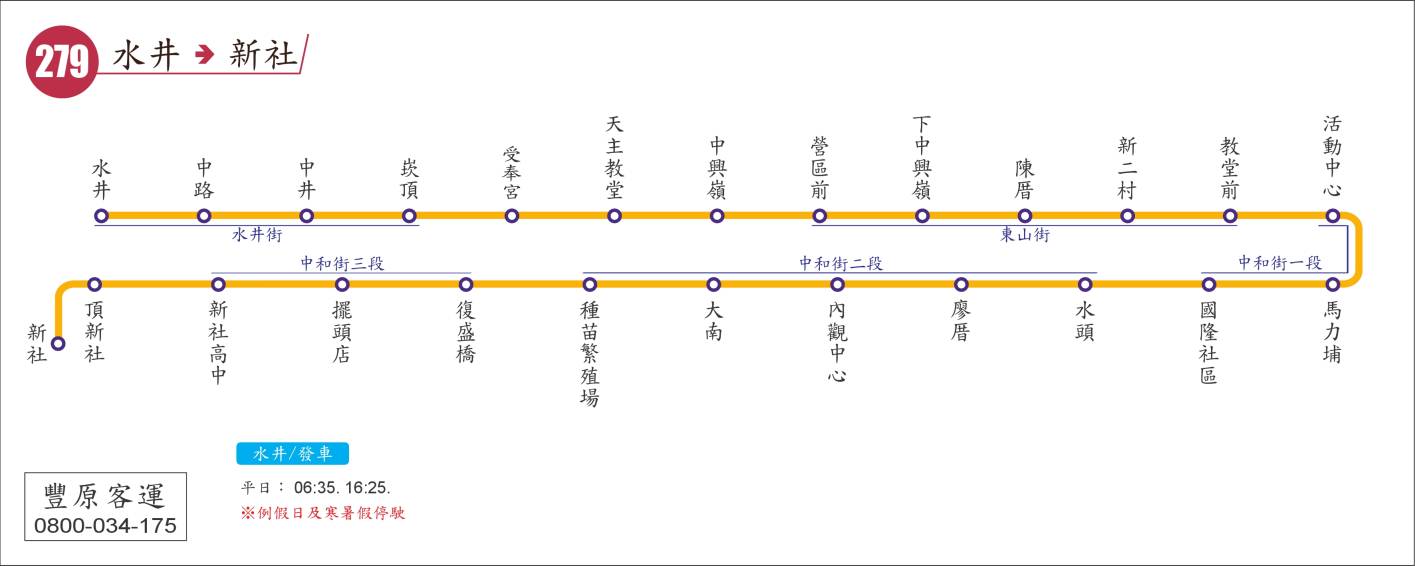 279 水井 ➔ 新社
水井
中路
中井
崁頂
受奉宮
天主教堂
中興嶺
營區前
下中興嶺
陳厝
新二村
教堂前
活動中心
水井街
東山街
中和街三段
中和街二段
中和街一段
新社
頂新社
新社高中
擺頭店
復盛橋
種苗繁殖場
大南
內觀中心
廖厝
水頭
國隆社區
馬力埔
水井/發車
平日： 06:35. 16:25.
※例假日及寒暑假停駛
豐原客運
0800-034-175